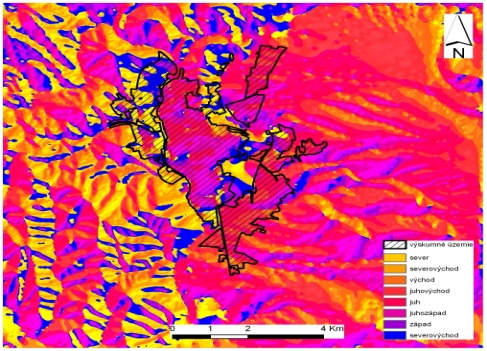 N
výskumné územie
sever
severovýchod
východ
juhovýchod
juh
juhozápad
západ
severovýchod
0 1 2 4 Km